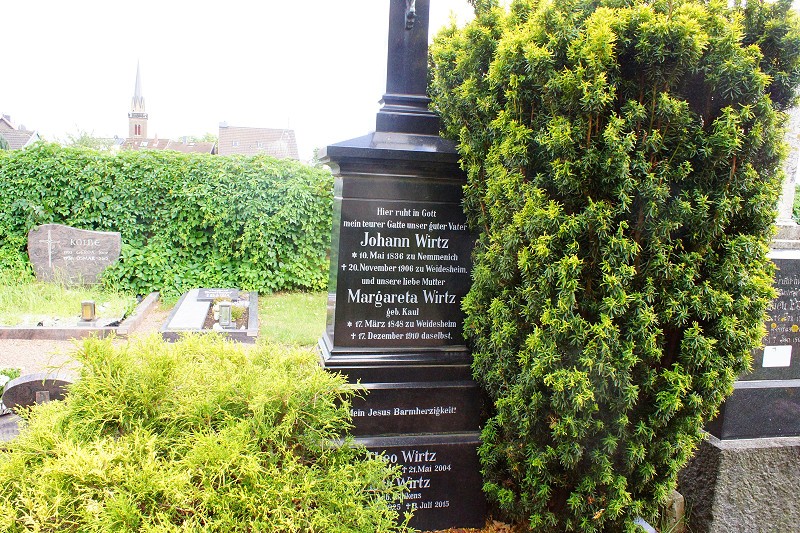 Hier ruht in Gott
mein teurer Gatte unser guter Vater
Johann Wirtz
* 10. Mai 1836 zu Nemmenich
† 20. November 1906 zu Weidesheim.
und unsere liebe Mutter
Margareta Wirtz
geb. Kaul
* 17. März 1848 zu Weidesheim
† 17. Dezember 1910 daselbst.
Mein Jesus Barmherzigkeit!
Theo Wirtz
† 21. Mai 2004
Wirtz
Juli 2015